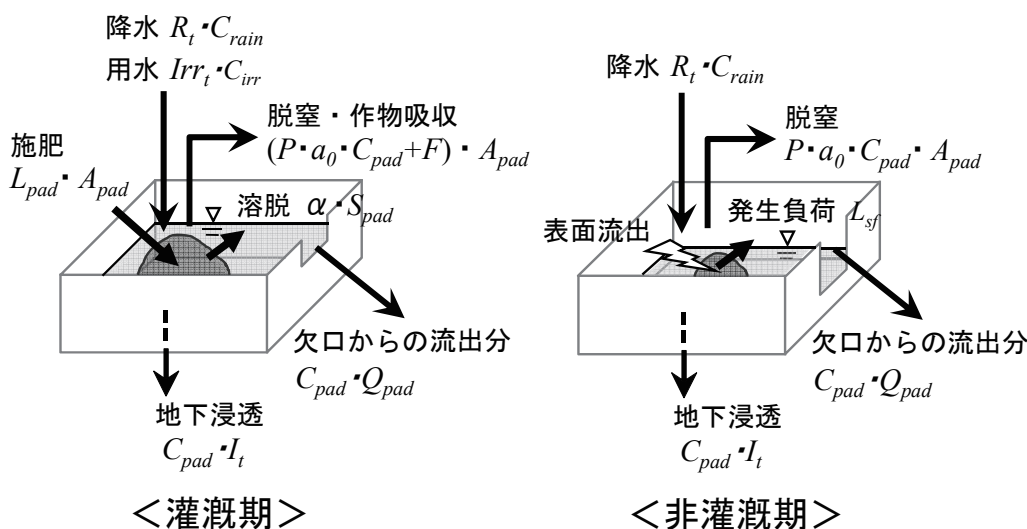 降水 R_t・C_rain
用水 Irr_t・C_irr
脱窒・作物吸収
(P・a_0・C_pad+F)・A_pad
施肥
L_pad・A_pad
溶脱 α・S_pad
欠口からの流出分
C_pad・Q_pad
地下浸透
C_pad・I_t
<灌漑期>
降水 R_t・C_rain
脱窒
P・a_0・C_pad・A_pad
発生負荷 L_sf
表面流出
欠口からの流出分
C_pad・Q_pad
地下浸透
C_pad・I_t
<非灌漑期>